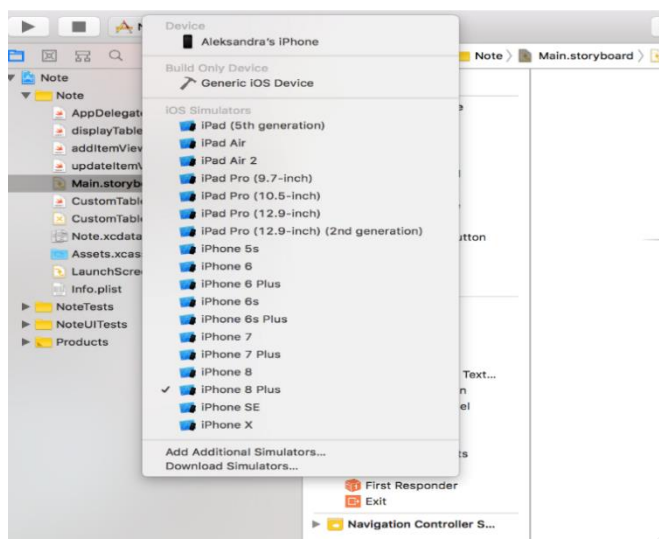 Device
Aleksandra's iPhone
Build Only Device
Generic iOS Device
iOS Simulators
iPad (5th generation)
iPad Air
iPad Air 2
iPad Pro (9.7-inch)
iPad Pro (10.5-inch)
iPad Pro (12.9-inch)
iPad Pro (12.9-inch) (2nd generation)
iPhone 5s
iPhone 6
iPhone 6 Plus
iPhone 6s
iPhone 6s Plus
iPhone 7
iPhone 7 Plus
iPhone 8
iPhone 8 Plus
iPhone SE
iPhone X
Add Additional Simulators...
Download Simulators...
Note
Note
AppDelegat
displayTable
addItemView
updateItemV
Main.storyb
CustomTabl
CustomTabl
Note.xcdata
Assets.xcas
LaunchScre
Info.plist
NoteTests
NoteUITests
Products
Note
Main.storyboard
utton
Text...
n
el
ts
First Responder
Exit
Navigation Controller S...